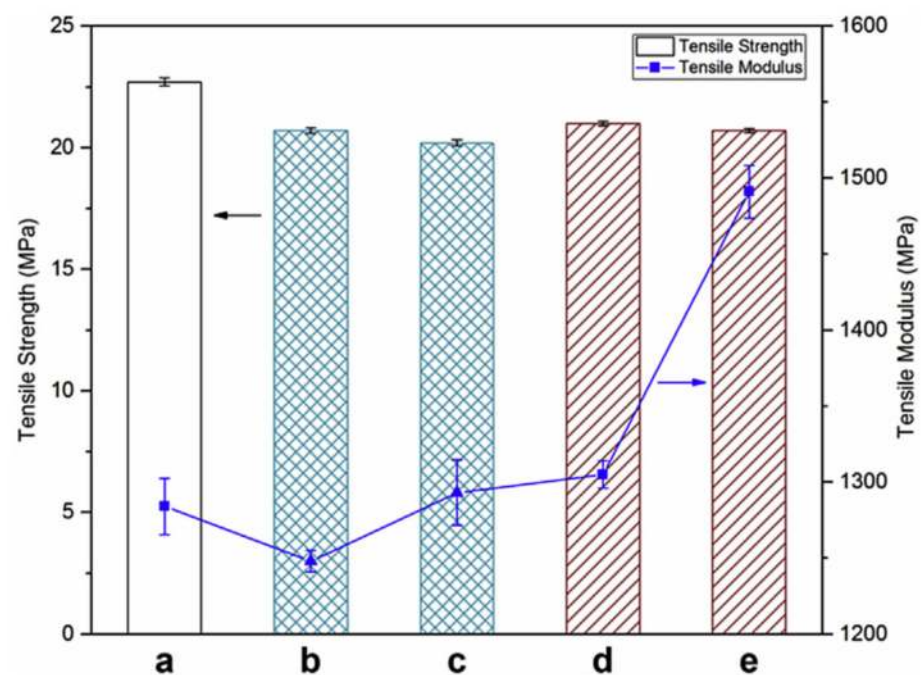 Tensile Strength (MPa)
25
20
15
10
5
0
Tensile Strength
Tensile Modulus
1600
1500
1400
1300
1200
Tensile Modulus (MPa)
a b c d e